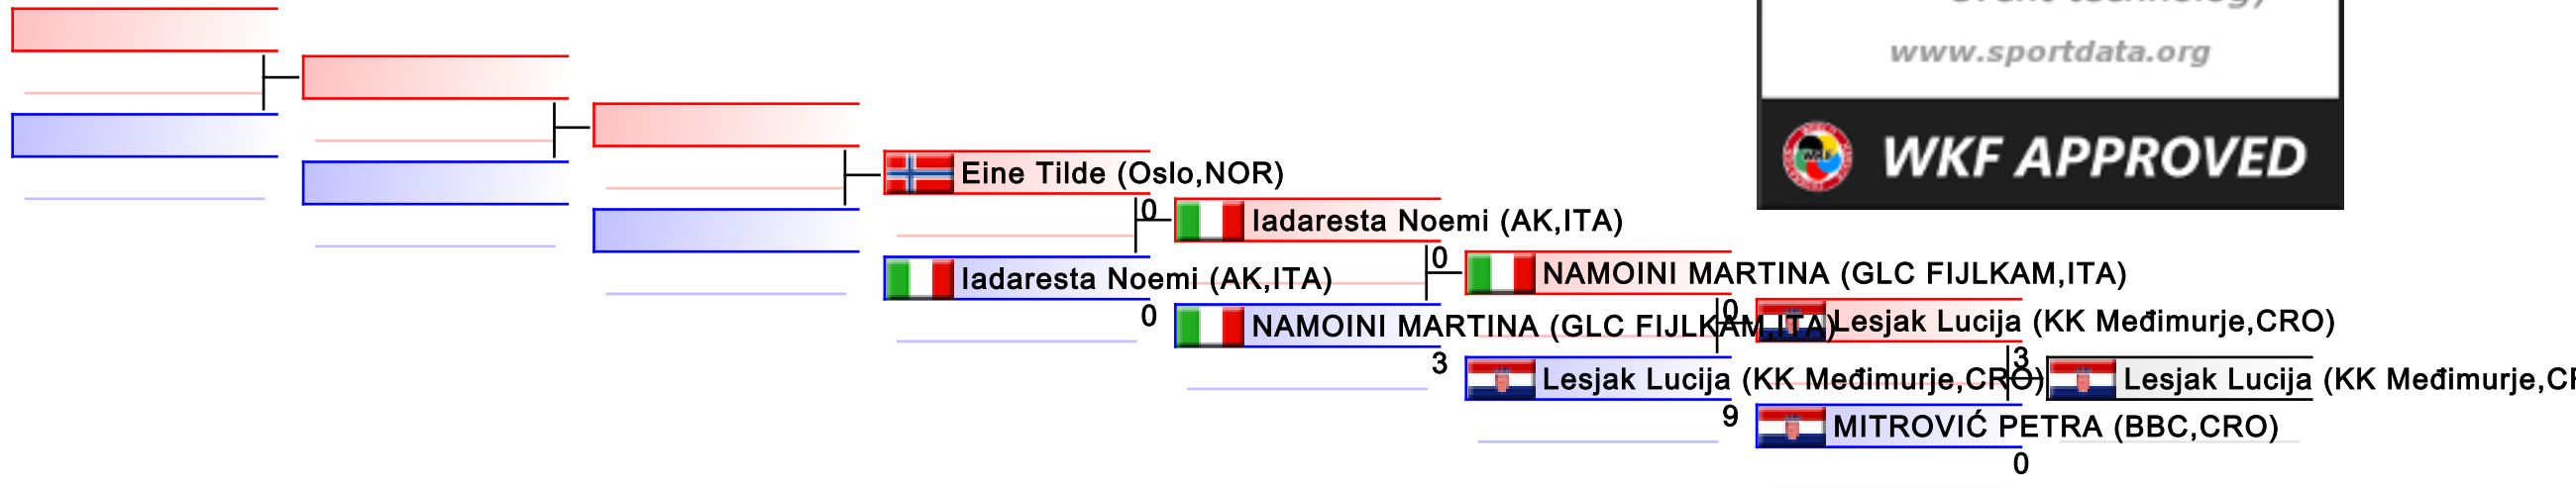 event technology
www.sportdata.org
WKF APPROVED
Eine Tilde (Oslo,NOR)
0
Iadaresta Noemi (AK,ITA)
0
Iadaresta Noemi (AK,ITA)
NAMOINI MARTINA (GLC FIJLKAM,ITA)
0
0
NAMOINI MARTINA (GLC FIJLKAM,ITA)
Lesjak Lucija (KK Međimurje,CRO)
3
3
Lesjak Lucija (KK Međimurje,CRO)
Lesjak Lucija (KK Međimurje,CR
9
MITROVIĆ PETRA (BBC,CRO)
0